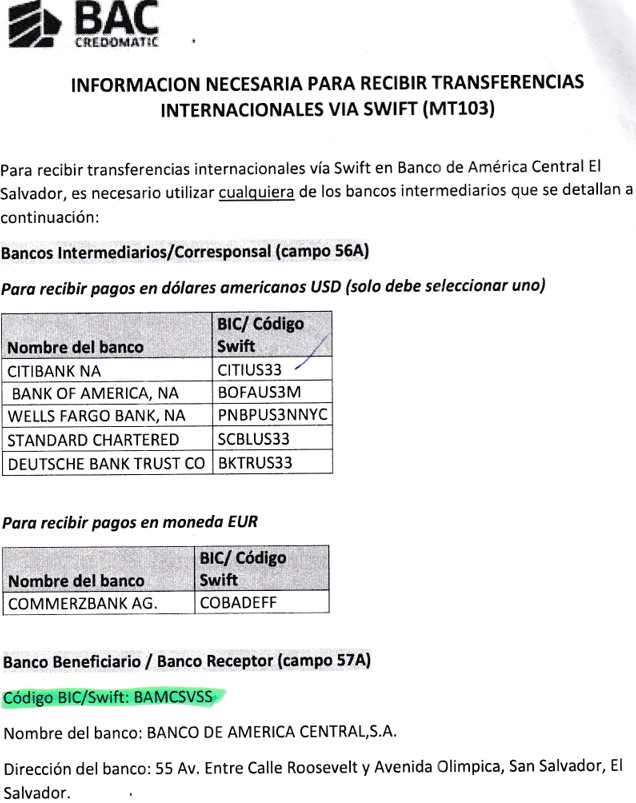 BAC
CREDOMATIC
INFORMACION NECESARIA PARA RECIBIR TRANSFERENCIAS
INTERNACIONALES VIA SWIFT (MT103)
Para recibir transferencias internacionales vía Swift en Banco de América Central El
Salvador, es necesario utilizar cualquiera de los bancos intermediarios que se detallan a
continuación:
Bancos Intermediarios/Corresponsal (campo 56A)
Para recibir pagos en dólares americanos USD (solo debe seleccionar uno)
Nombre del banco BIC/ Código Swift
CITIBANK NA CITIUS33
BANK OF AMERICA, NA BOFAUS3M
WELLS FARGO BANK, NA PNBPUS3NNYC
STANDARD CHARTERED SCBLUS33
DEUTSCHE BANK TRUST CO BKTRUS33
Para recibir pagos en moneda EUR
Nombre del banco BIC/ Código Swift
COMMERZBANK AG. COBADEFF
Banco Beneficiario / Banco Receptor (campo 57A)
Código BIC/Swift: BAMCSVSS
Nombre del banco: BANCO DE AMERICA CENTRAL,S.A.
Dirección del banco: 55 Av. Entre Calle Roosevelt y Avenida Olimpica, San Salvador, El
Salvador.